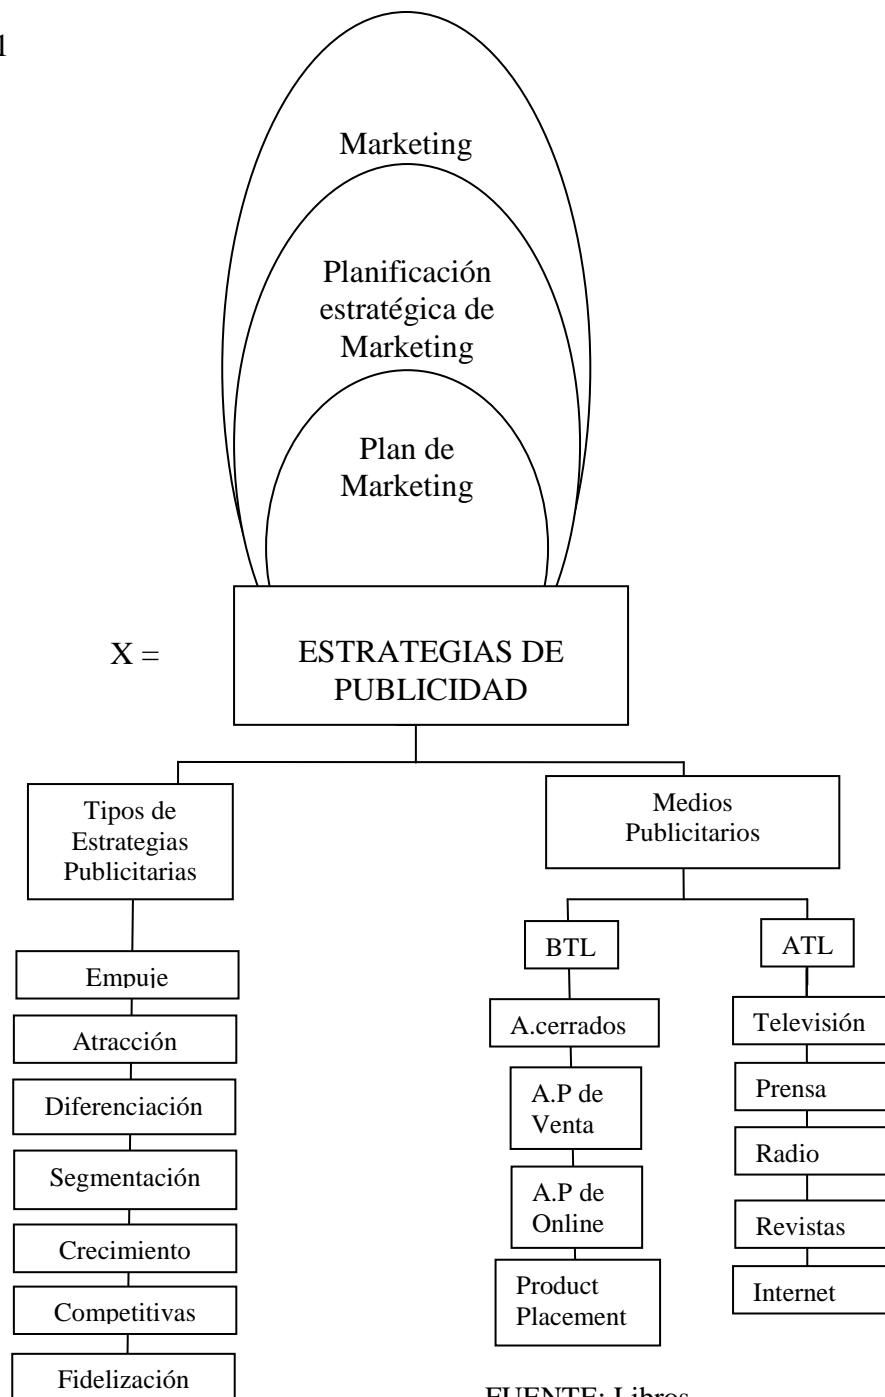 1
Marketing
Planificación
estratégica de
Marketing
Plan de
Marketing
X =
ESTRATEGIAS DE
PUBLICIDAD
Tipos de
Estrategias
Publicitarias
Empuje
Atracción
Diferenciación
Segmentación
Crecimiento
Competitivas
Fidelización
Medios
Publicitarios
BTL
A.cerrados
A.P de
Venta
A.P de
Online
Product
Placement
ATL
Televisión
Prensa
Radio
Revistas
Internet
FUENTE: Libros